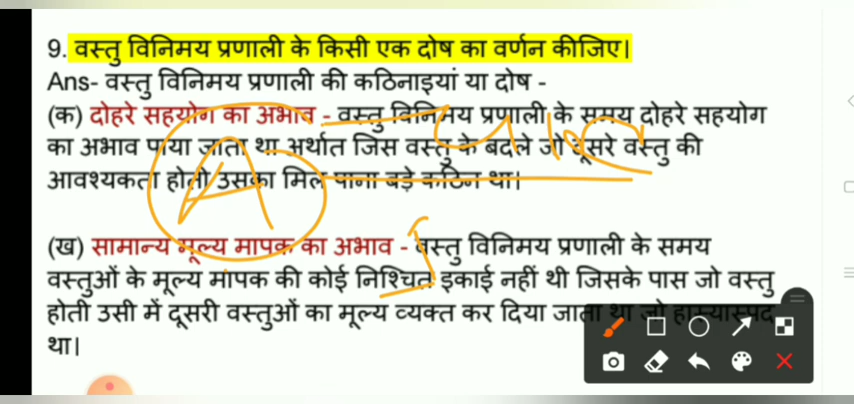 9. वस्तु विनिमय प्रणाली के किसी एक दोष का वर्णन कीजिए।
Ans- वस्तु विनिमय प्रणाली की कठिनाइयां या दोष -
(क) दोहरे सहयोग का अभाव - वस्तु विनिमय प्रणाली के समय दोहरे सहयोग
का अभाव पाया जाता था अर्थात जिस वस्तु के बदले जो दूसरे वस्तु की
आवश्यकता होती उसका मिल पाना बड़े कठिन था।
(ख) सामान्य मूल्य मापक का अभाव - वस्तु विनिमय प्रणाली के समय
वस्तुओं के मूल्य मापक की कोई निश्चित इकाई नहीं थी जिसके पास जो वस्तु
होती उसी में दूसरी वस्तुओं का मूल्य व्यक्त कर दिया जाता था जो हास्यास्पद
था।
A